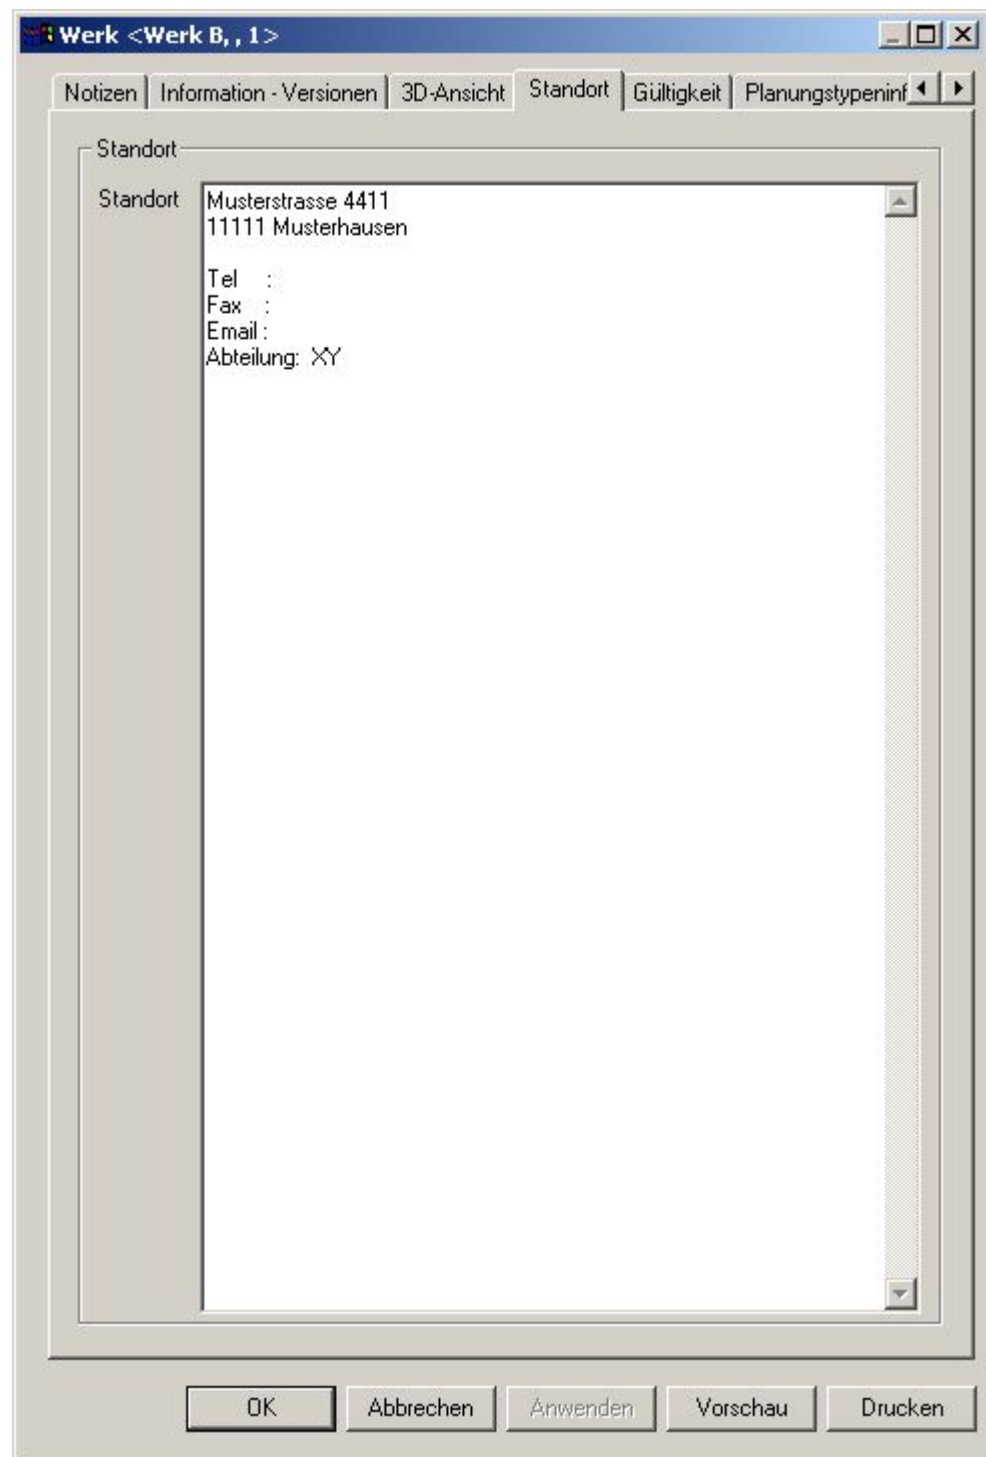 Werk <Werk B, , 1>
Notizen Information - Versionen 3D-Ansicht Standort Gültigkeit Planungstypeninf
Standort
Standort
Musterstrasse 4411
11111 Musterhausen
Tel :
Fax :
Email :
Abteilung: XY
OK Abbrechen Anwenden Vorschau Drucken